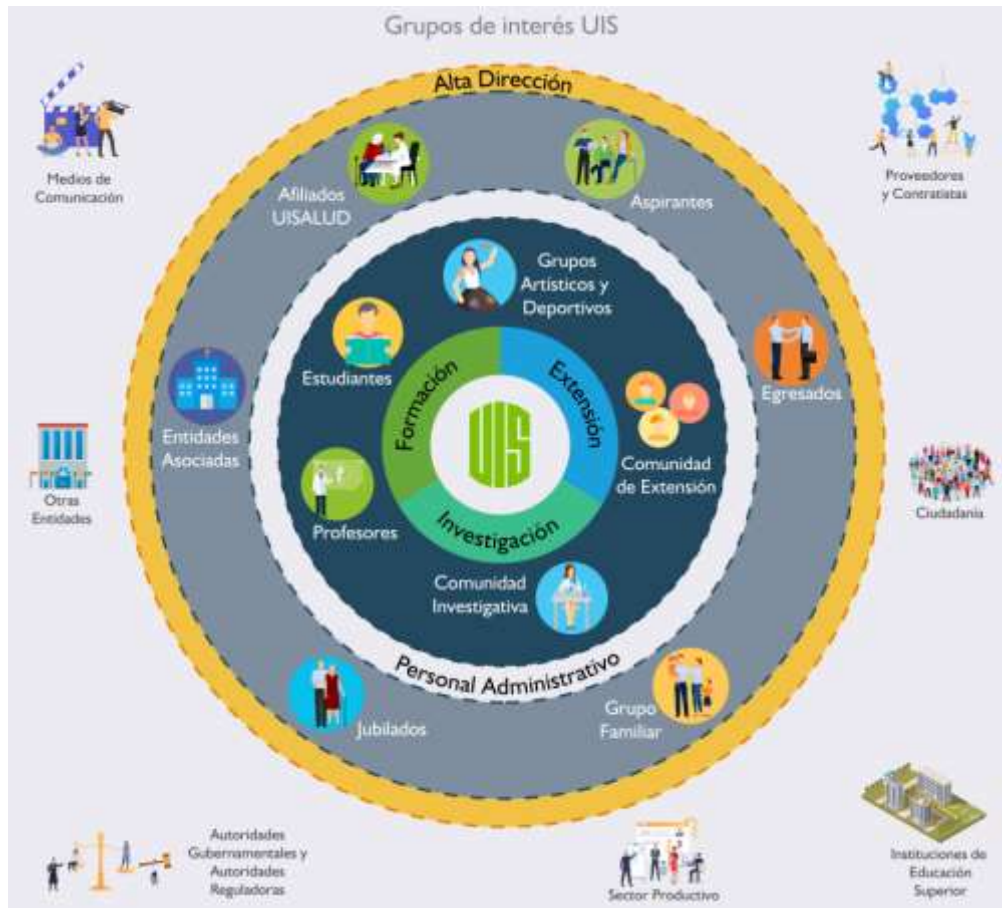 Grupos de interés UIS
Alta Dirección
Medios de
Comunicación
Proveedores
y Contratistas
Afiliados
UISALUD
Aspirantes
Grupos
Artísticos y
Deportivos
Estudiantes
Egresados
Formación
Extensión
UIS
Entidades
Asociadas
Comunidad
de Extensión
Otras
Entidades
Ciudadanía
Profesores
Investigación
Comunidad
Investigativa
Personal Administrativo
Jubilados
Grupo
Familiar
Autoridades
Gubernamentales y
Autoridades
Reguladoras
Sector Productivo
Instituciones de
Educación
Superior